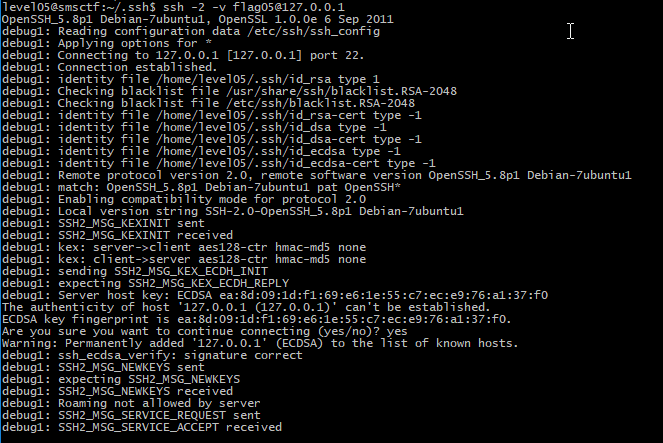 level05@smsctf:~/.ssh$ ssh -2 -v flag05@127.0.0.1
OpenSSH_5.8p1 Debian-7ubuntu1, OpenSSL 1.0.0e 6 Sep 2011
debug1: Reading configuration data /etc/ssh/ssh_config
debug1: Applying options for *
debug1: Connecting to 127.0.0.1 [127.0.0.1] port 22.
debug1: Connection established.
debug1: identity file /home/level05/.ssh/id_rsa type 1
debug1: Checking blacklist file /usr/share/ssh/blacklist.RSA-2048
debug1: Checking blacklist file /etc/ssh/blacklist.RSA-2048
debug1: identity file /home/level05/.ssh/id_rsa-cert type -1
debug1: identity file /home/level05/.ssh/id_dsa type -1
debug1: identity file /home/level05/.ssh/id_dsa-cert type -1
debug1: identity file /home/level05/.ssh/id_ecdsa type -1
debug1: identity file /home/level05/.ssh/id_ecdsa-cert type -1
debug1: Remote protocol version 2.0, remote software version OpenSSH_5.8p1 Debian-7ubuntu1
debug1: match: OpenSSH_5.8p1 Debian-7ubuntu1 pat OpenSSH*
debug1: Enabling compatibility mode for protocol 2.0
debug1: Local version string SSH-2.0-OpenSSH_5.8p1 Debian-7ubuntu1
debug1: SSH2_MSG_KEXINIT sent
debug1: SSH2_MSG_KEXINIT received
debug1: kex: server->client aes128-ctr hmac-md5 none
debug1: kex: client->server aes128-ctr hmac-md5 none
debug1: sending SSH2_MSG_KEX_ECDH_INIT
debug1: expecting SSH2_MSG_KEX_ECDH_REPLY
debug1: Server host key: ECDSA ea:8d:09:1d:f1:69:e6:1e:55:c7:ec:e9:76:a1:37:f0
The authenticity of host '127.0.0.1 (127.0.0.1)' can't be established.
ECDSA key fingerprint is ea:8d:09:1d:f1:69:e6:1e:55:c7:ec:e9:76:a1:37:f0.
Are you sure you want to continue connecting (yes/no)? yes
Warning: Permanently added '127.0.0.1' (ECDSA) to the list of known hosts.
debug1: ssh_ecdsa_verify: signature correct
debug1: SSH2_MSG_NEWKEYS sent
debug1: expecting SSH2_MSG_NEWKEYS
debug1: SSH2_MSG_NEWKEYS received
debug1: Roaming not allowed by server
debug1: SSH2_MSG_SERVICE_REQUEST sent
debug1: SSH2_MSG_SERVICE_ACCEPT received